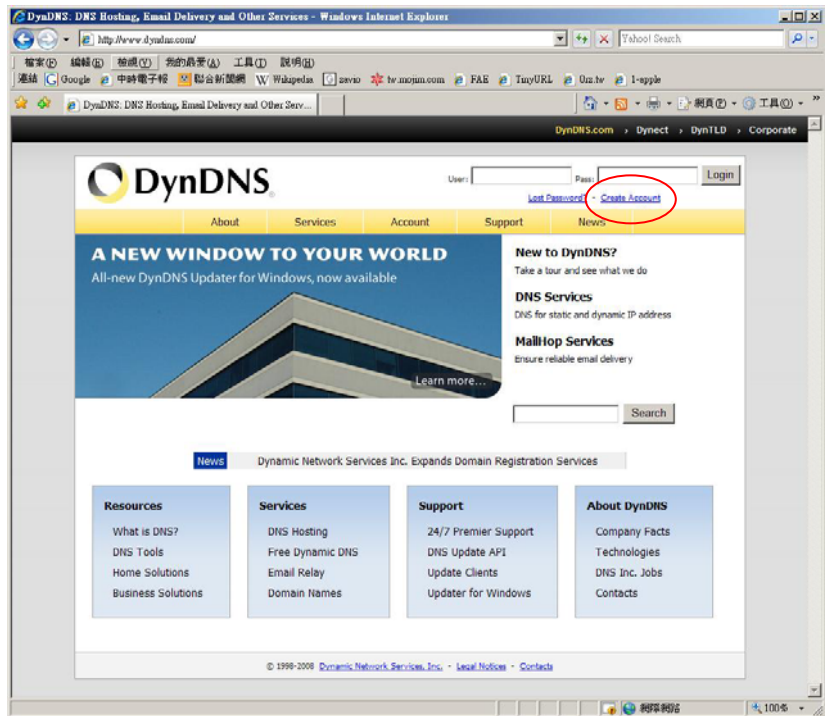 DynDNS: DNS Hosting, Email Delivery and Other Services - Windows Internet Explorer
http://www.dyndns.com/
Yahoo! Search
檔案(F) 編輯(E) 檢視(V) 我的最愛(A) 工具(T) 說明(H)
連結 Google 中時電子報 聯合新聞網 Wikipedia zavio tw.mojim.com FAE TinyURL 0rz.tw 1-apple
DynDNS: DNS Hosting, Email Delivery and Other Serv...
網頁(P) 工具(O) »
DynDNS.com › Dynect › DynTLD › Corporate
DynDNS
User: Pass: Login
Lost Password? - Create Account
About Services Account Support News
A NEW WINDOW TO YOUR WORLD
All-new DynDNS Updater for Windows, now available
Learn more...
New to DynDNS?
Take a tour and see what we do
DNS Services
DNS for static and dynamic IP address
MailHop Services
Ensure reliable email delivery
Search
News Dynamic Network Services Inc. Expands Domain Registration Services
Resources
What is DNS?
DNS Tools
Home Solutions
Business Solutions
Services
DNS Hosting
Free Dynamic DNS
Email Relay
Domain Names
Support
24/7 Premier Support
DNS Update API
Update Clients
Updater for Windows
About DynDNS
Company Facts
Technologies
DNS Inc. Jobs
Contacts
© 1998-2008 Dynamic Network Services, Inc. - Legal Notices - Contacts
網際網路 100%